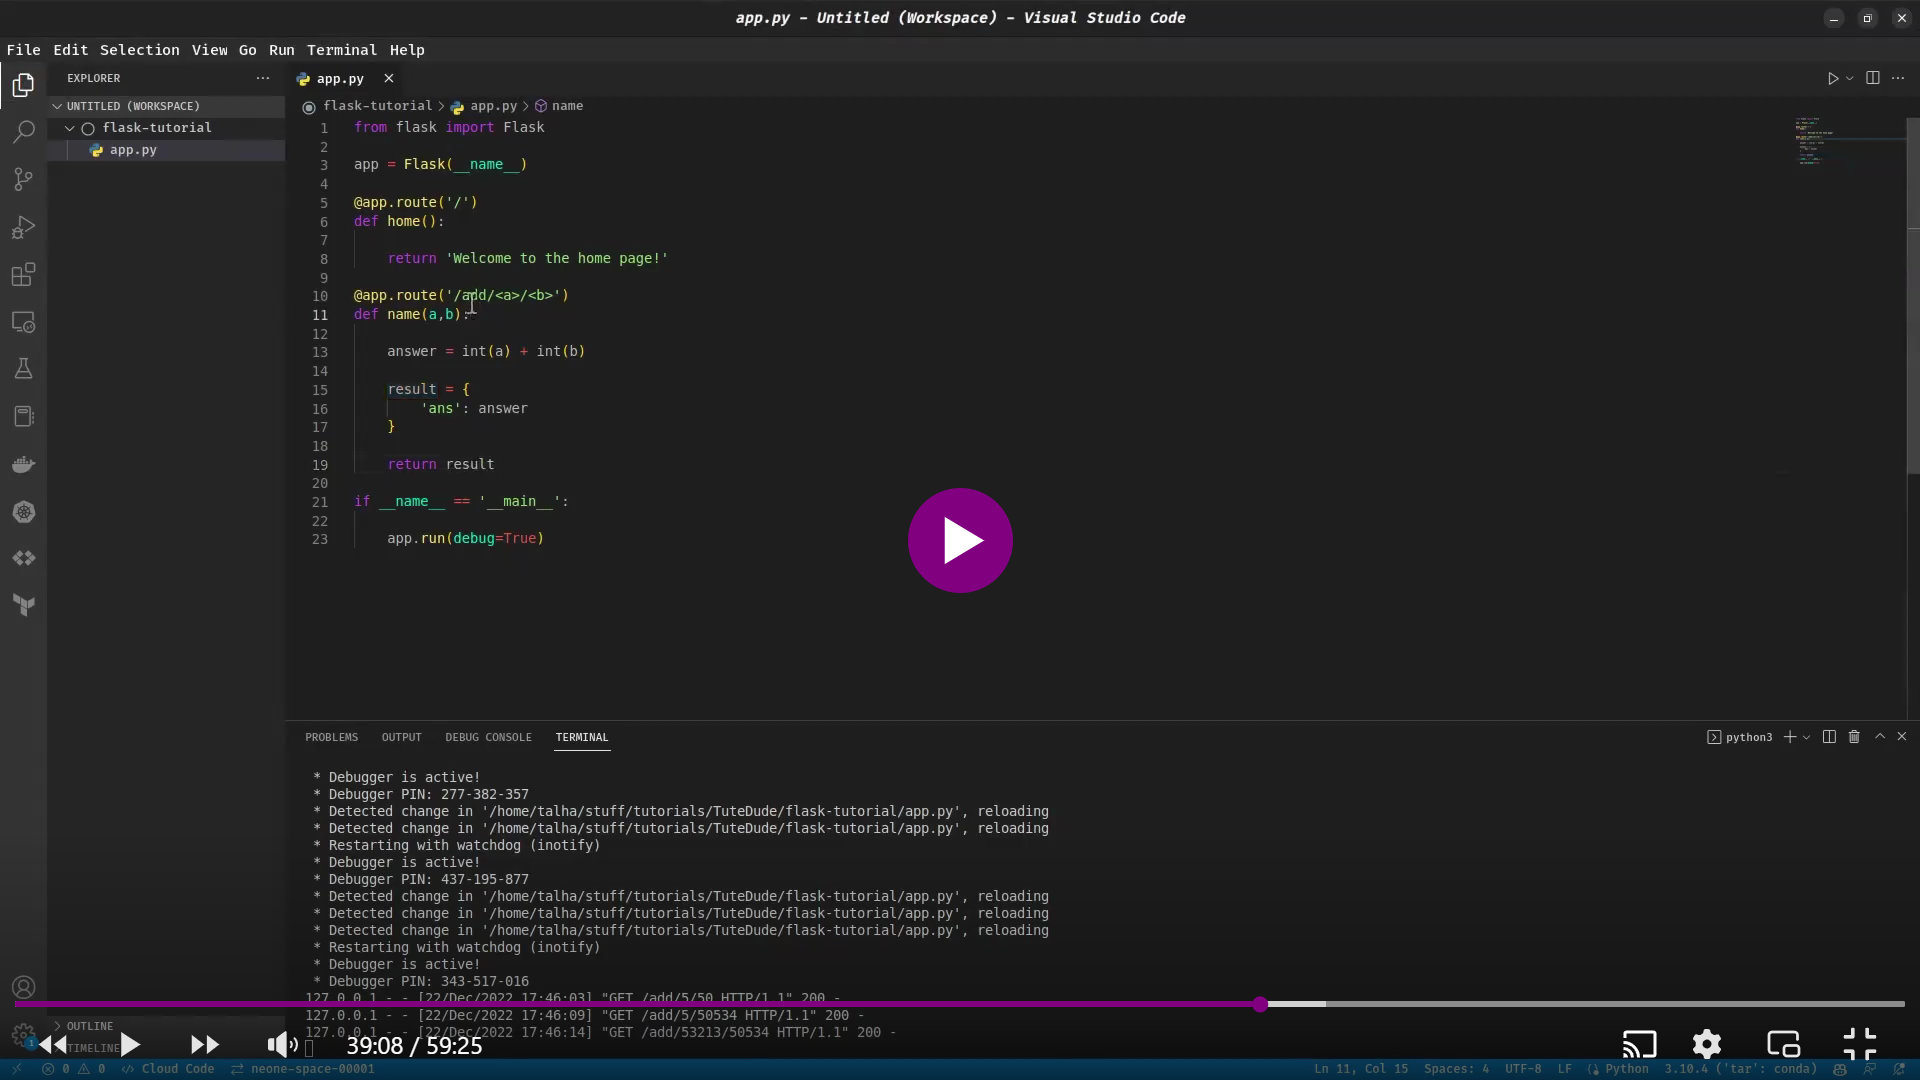 app.py - Untitled (Workspace) - Visual Studio Code
File Edit Selection View Go Run Terminal Help
EXPLORER
UNTITLED (WORKSPACE)
flask-tutorial
app.py
app.py
flask-tutorial > app.py > name
1 from flask import Flask
2
3 app = Flask(__name__)
4
5 @app.route('/')
6 def home():
7
8 return 'Welcome to the home page!'
9
10 @app.route('/add/<a>/<b>')
11 def name(a,b):
12
13 answer = int(a) + int(b)
14
15 result = {
16 'ans': answer
17 }
18
19 return result
20
21 if __name__ == '__main__':
22
23 app.run(debug=True)
PROBLEMS OUTPUT DEBUG CONSOLE TERMINAL
python3
* Debugger is active!
* Debugger PIN: 277-382-357
* Detected change in '/home/talha/stuff/tutorials/TuteDude/flask-tutorial/app.py', reloading
* Detected change in '/home/talha/stuff/tutorials/TuteDude/flask-tutorial/app.py', reloading
* Restarting with watchdog (inotify)
* Debugger is active!
* Debugger PIN: 437-195-877
* Detected change in '/home/talha/stuff/tutorials/TuteDude/flask-tutorial/app.py', reloading
* Detected change in '/home/talha/stuff/tutorials/TuteDude/flask-tutorial/app.py', reloading
* Detected change in '/home/talha/stuff/tutorials/TuteDude/flask-tutorial/app.py', reloading
* Restarting with watchdog (inotify)
* Debugger is active!
* Debugger PIN: 343-517-016
127.0.0.1 - - [22/Dec/2022 17:46:03] "GET /add/5/50 HTTP/1.1" 200 -
127.0.0.1 - - [22/Dec/2022 17:46:09] "GET /add/5/50534 HTTP/1.1" 200 -
127.0.0.1 - - [22/Dec/2022 17:46:14] "GET /add/53213/50534 HTTP/1.1" 200 -
OUTLINE
TIMELINE
1
39:08 / 59:25
0 0 Cloud Code neone-space-00001
Ln 11, Col 15 Spaces: 4 UTF-8 LF Python 3.10.4 ('tar': conda)